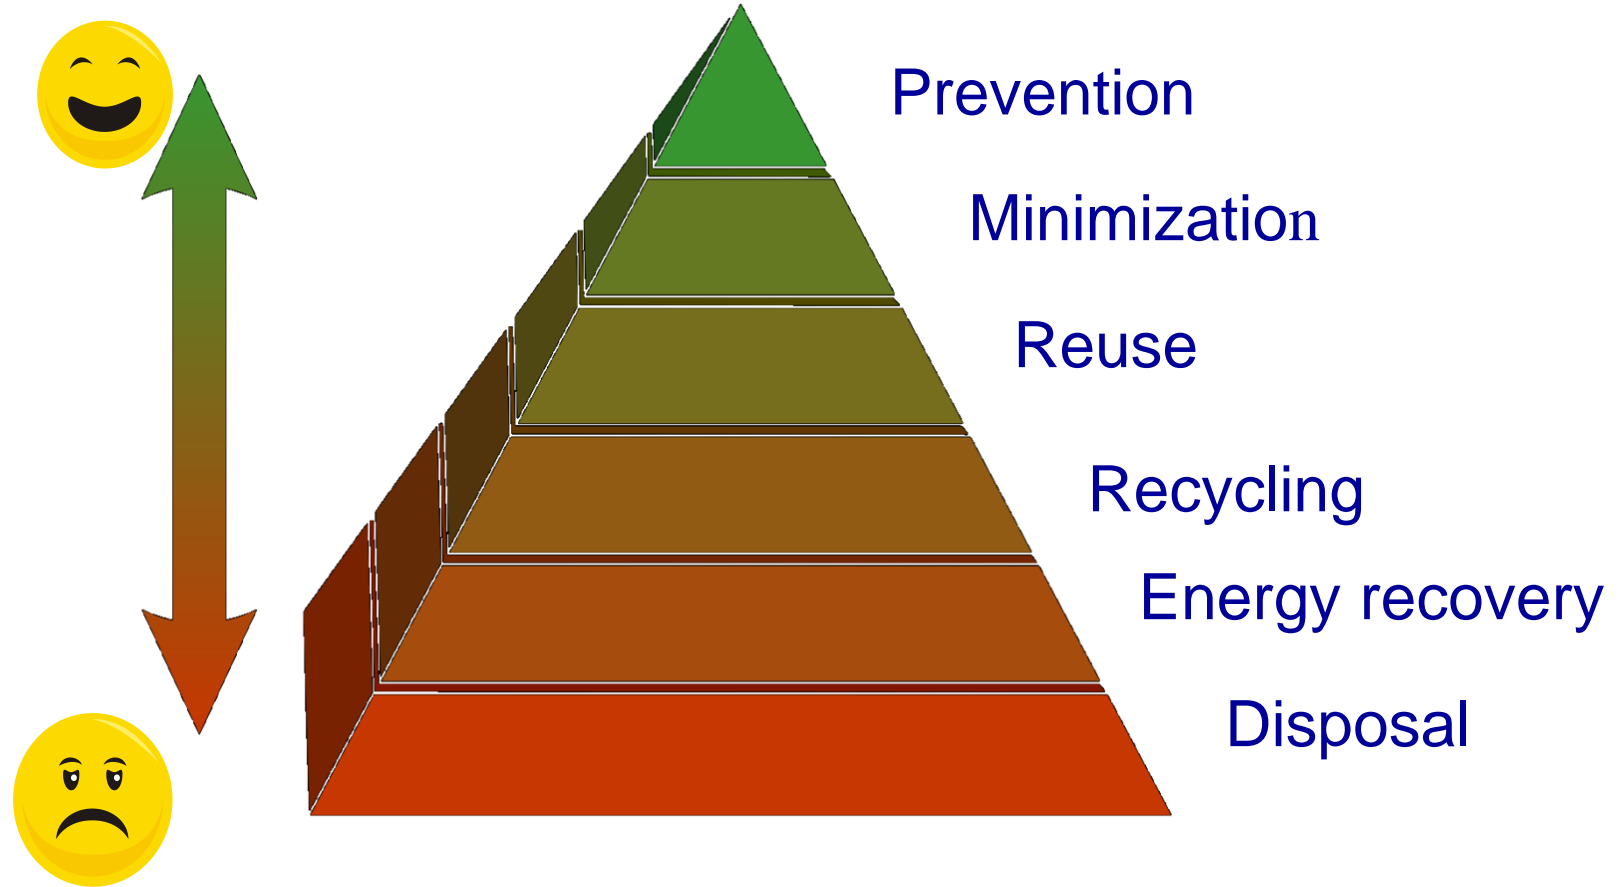 Prevention
Minimization
Reuse
Recycling
Energy recovery
Disposal